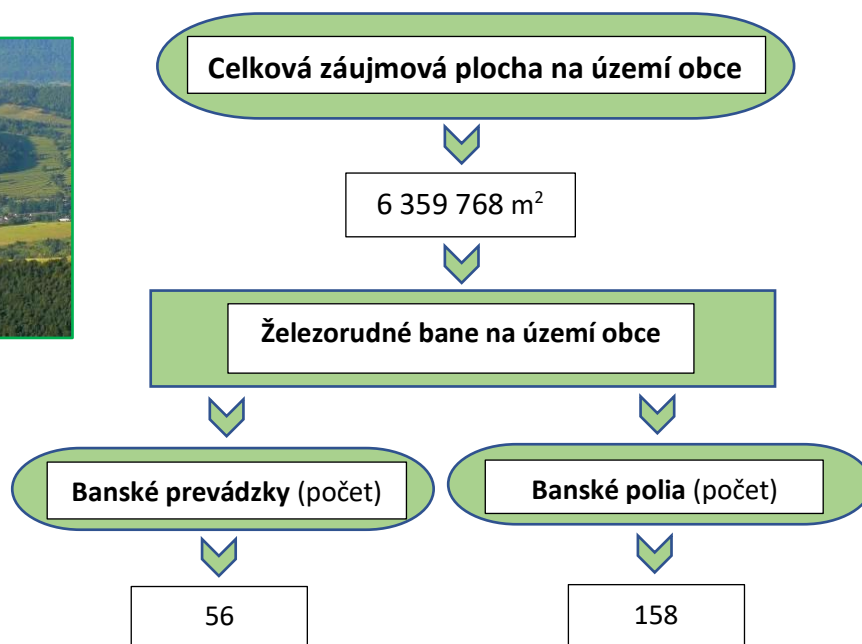 Celková záujmová plocha na území obce
6 359 768 m²
Železorudné bane na území obce
Banské prevádzky (počet)
Banské polia (počet)
56
158